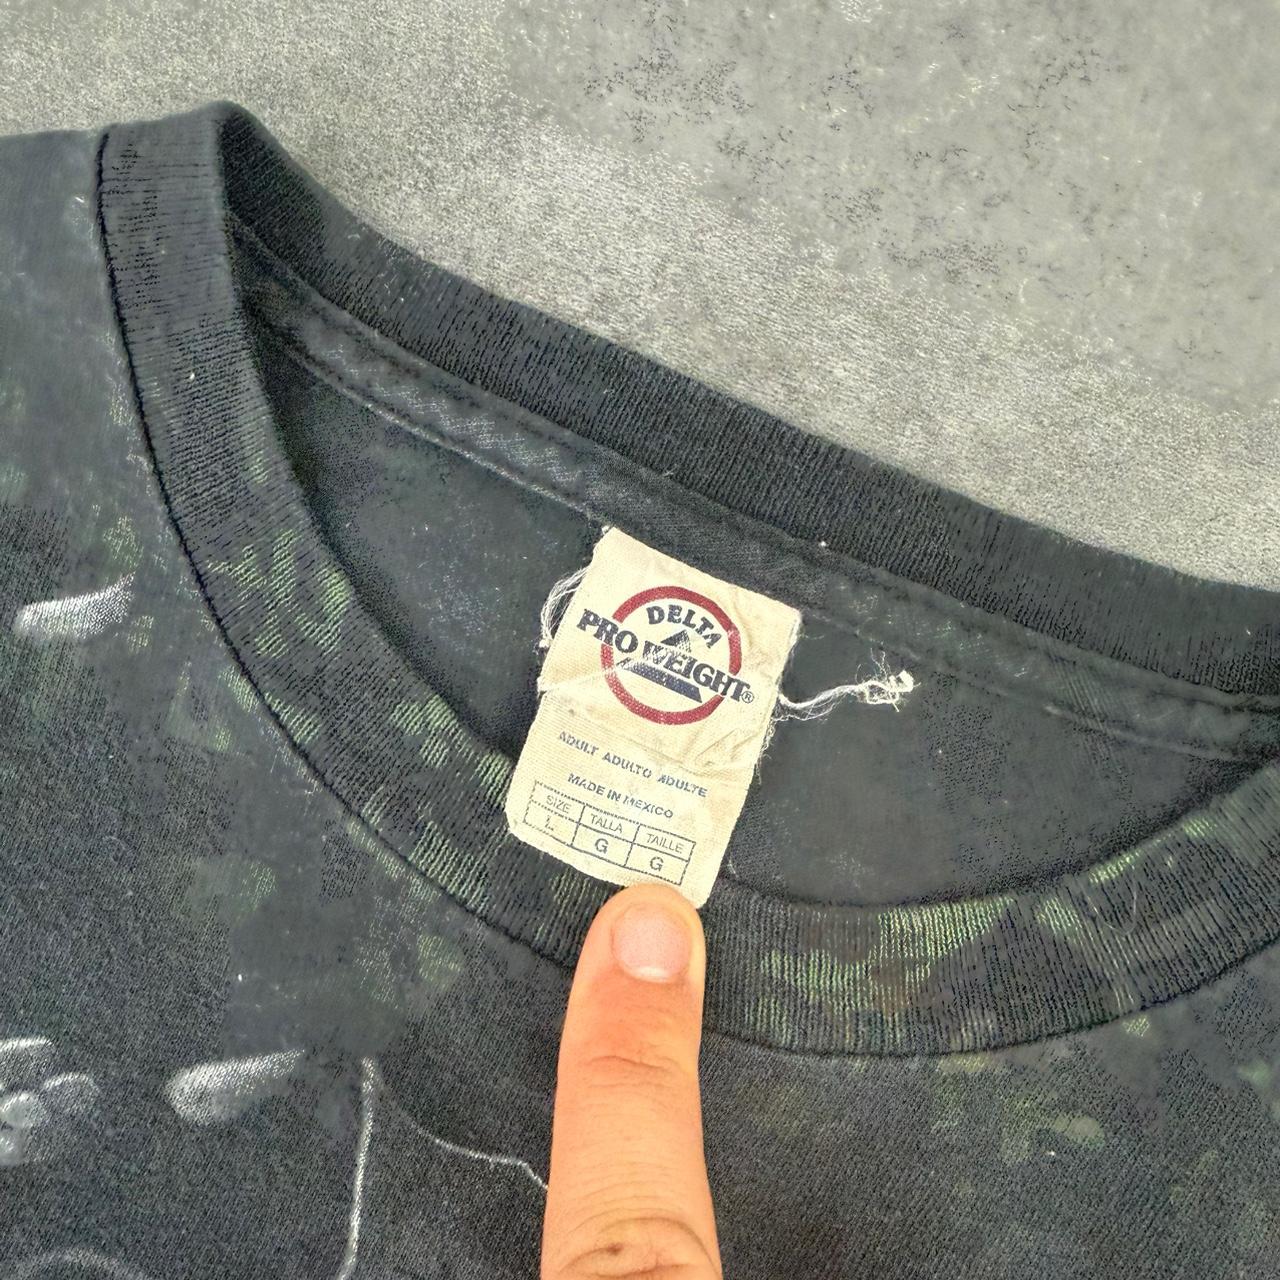 DELTA
PRO WEIGHT®
ADULT ADULTO ADULTE
MADE IN MEXICO
SIZE TALLA TAILLE
L G G